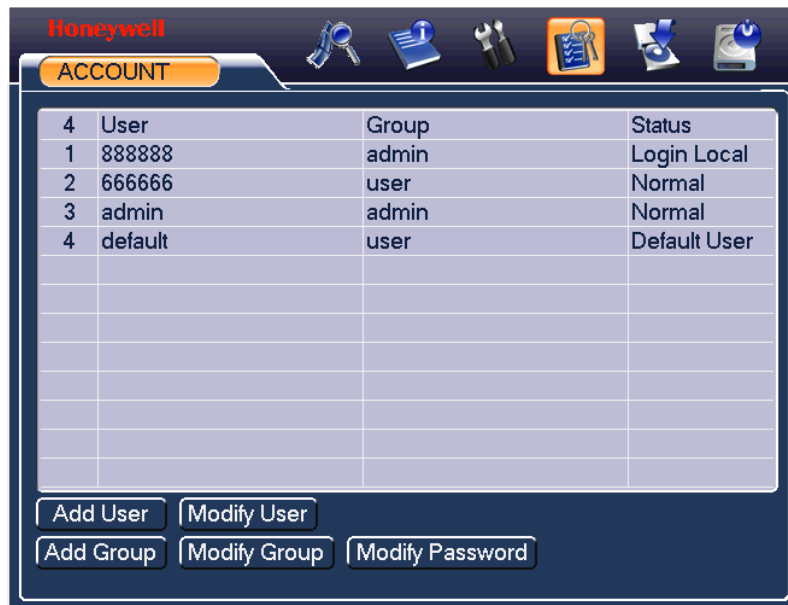 Honeywell
ACCOUNT
4 User Group Status
1 888888 admin Login Local
2 666666 user Normal
3 admin admin Normal
4 default user Default User
Add User Modify User
Add Group Modify Group Modify Password